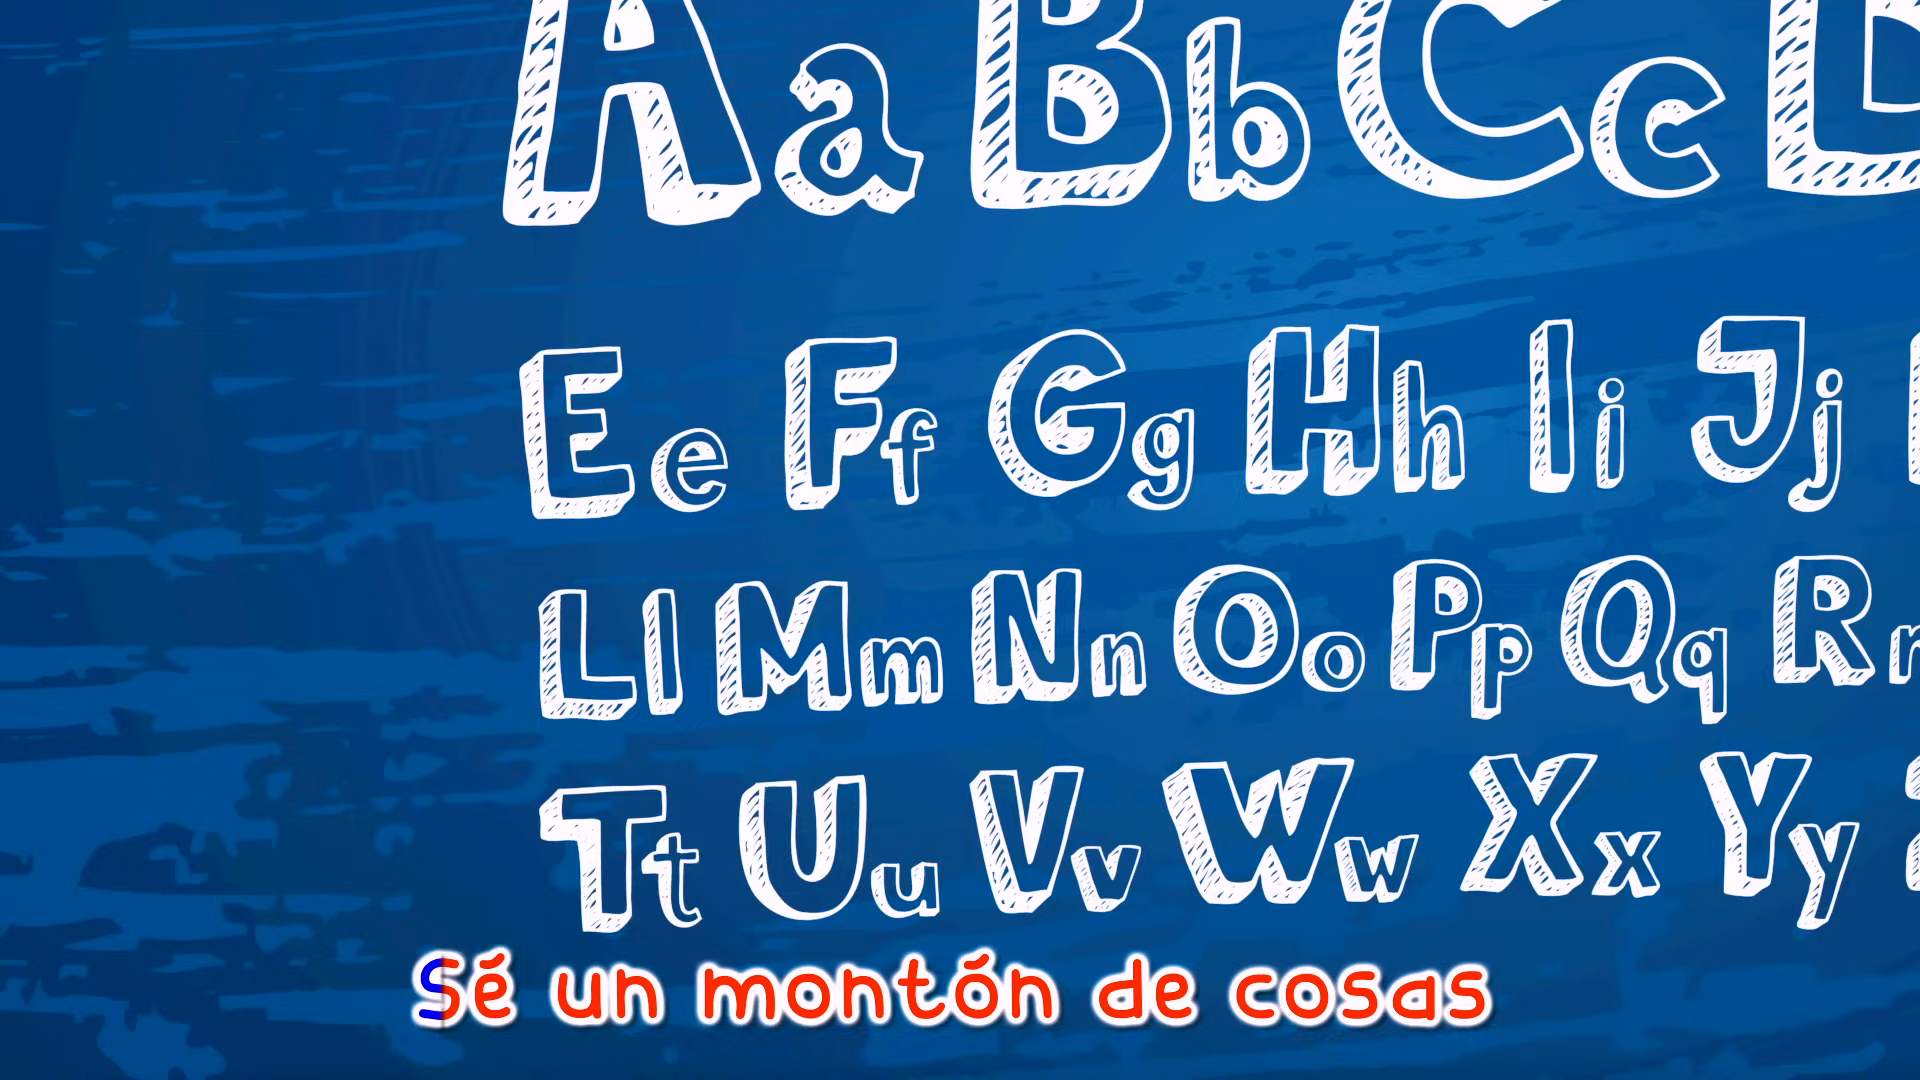 Aa Bb Cc D
Ee Ff Gg Hh Ii Jj
Ll Mm Nn Oo Pp Qq Rr
Tt Uu Vv Ww Xx Yy
Sé un montón de cosas